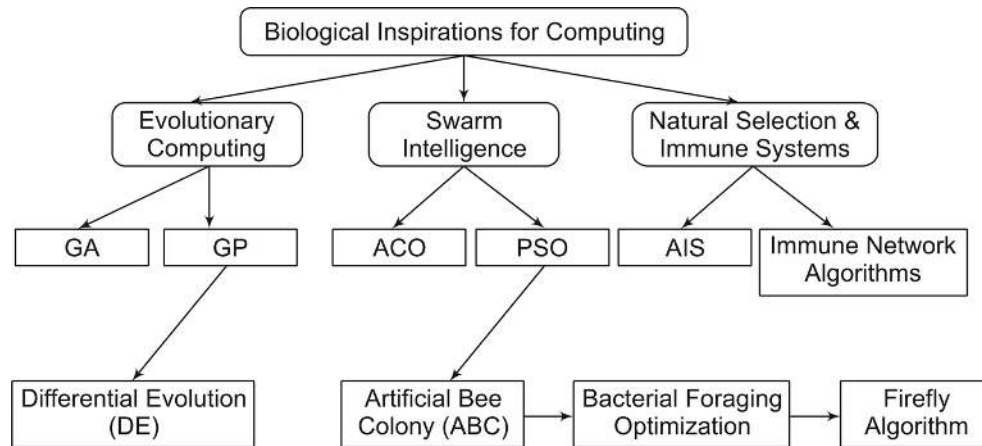 Biological Inspirations for Computing
Evolutionary
Computing
Swarm
Intelligence
Natural Selection &
Immune Systems
GA
GP
ACO
PSO
AIS
Immune Network
Algorithms
Differential Evolution
(DE)
Artificial Bee
Colony (ABC)
Bacterial Foraging
Optimization
Firefly
Algorithm